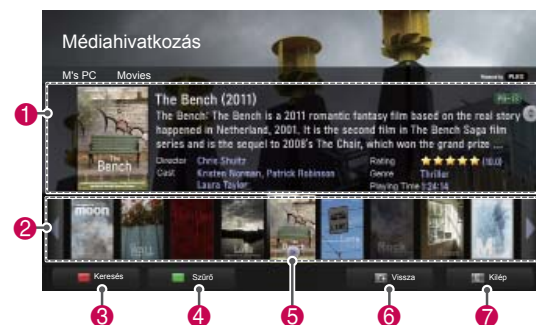 Médiahivatkozás
M's PC Movies
Powered by PLEX
1
The Bench (2011)
PG-13
The Bench' The Bench is a 2011 romantic fantasy film based on the real story
happened in Netherland, 2001. It is the second film in The Bench Saga film
series and is the sequel to 2008's The Chair, which won the grand prize ...
Director Chris Shultz Rating (10.0)
Cast Kristen Norman, Patrick Robinson Genre Thriller
Laura Taylor Playing Time 1:24:14
The
Bench
2
moon
You
Rock
M
Keresés Szűrő Vissza Kilép
3 4 5 6 7